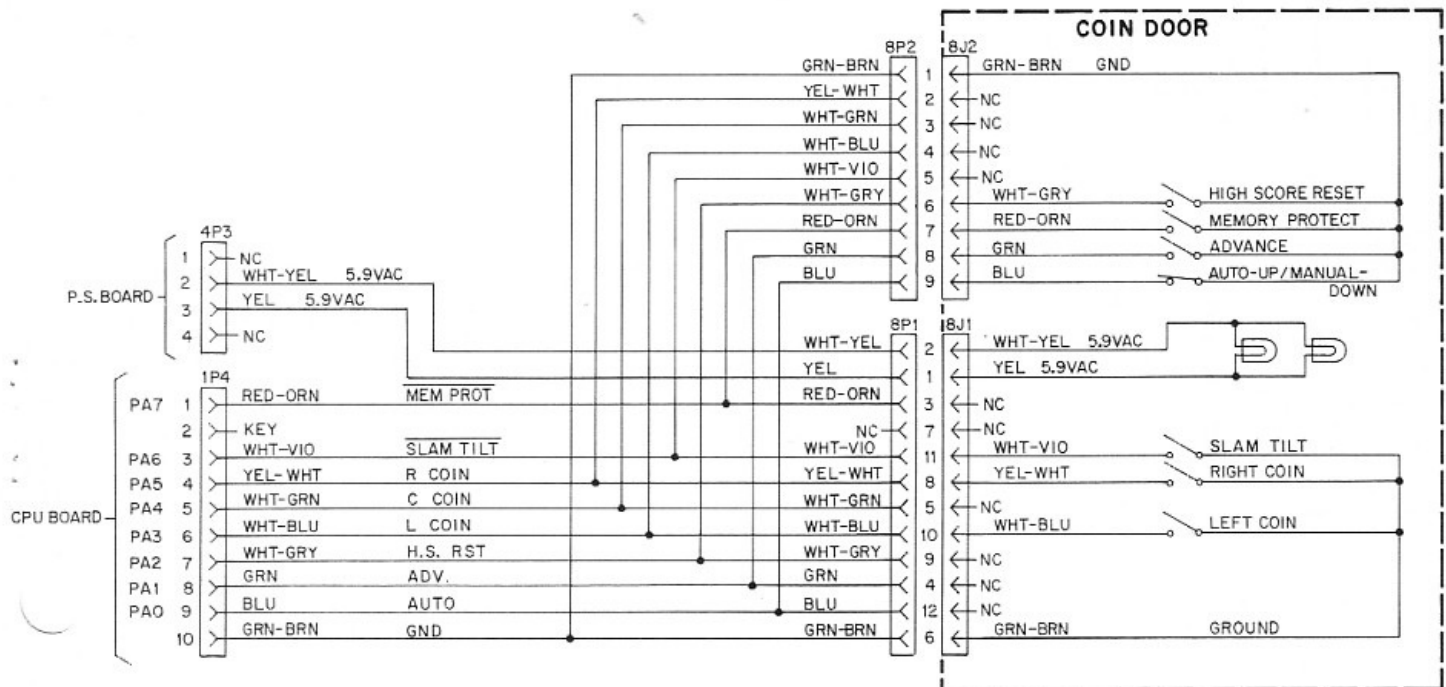 COIN DOOR
8P2 8J2
GRN-BRN 1 GRN-BRN GND
YEL-WHT 2 NC
WHT-GRN 3 NC
WHT-BLU 4 NC
WHT-VIO 5 NC
WHT-GRY 6 WHT-GRY HIGH SCORE RESET
RED-ORN 7 RED-ORN MEMORY PROTECT
GRN 8 GRN ADVANCE
BLU 9 BLU AUTO-UP/MANUAL-
DOWN
4P3
P.S. BOARD
1 NC
2 WHT-YEL 5.9VAC
3 YEL 5.9VAC
4 NC
8P1 8J1
WHT-YEL 2 WHT-YEL 5.9VAC
YEL 1 YEL 5.9VAC
RED-ORN 3 NC
NC 7 NC
WHT-VIO 11 WHT-VIO SLAM TILT
YEL-WHT 8 YEL-WHT RIGHT COIN
WHT-GRN 5 NC
WHT-BLU 10 WHT-BLU LEFT COIN
WHT-GRY 9 NC
GRN 4 NC
BLU 12 NC
GRN-BRN 6 GRN-BRN GROUND
1P4
CPU BOARD
PA7 1 RED-ORN MEM PROT
2 KEY
PA6 3 WHT-VIO SLAM TILT
PA5 4 YEL-WHT R COIN
PA4 5 WHT-GRN C COIN
PA3 6 WHT-BLU L COIN
PA2 7 WHT-GRY H.S. RST
PA1 8 GRN ADV.
PA0 9 BLU AUTO
10 GRN-BRN GND